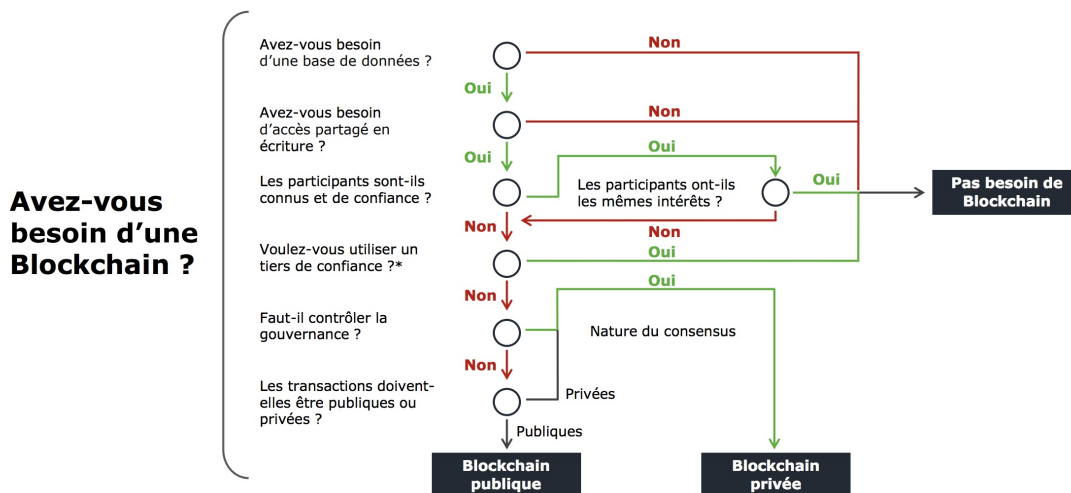 Avez-vous
besoin d’une
Blockchain ?
Avez-vous besoin
d’une base de données ?
Non
Oui
Avez-vous besoin
d’accès partagé en
écriture ?
Non
Oui
Oui
Les participants sont-ils
connus et de confiance ?
Les participants ont-ils
les mêmes intérêts ?
Oui
Pas besoin de
Blockchain
Non
Non
Voulez-vous utiliser un
tiers de confiance ?*
Oui
Non
Oui
Faut-il contrôler la
gouvernance ?
Nature du consensus
Non
Les transactions doivent-
elles être publiques ou
privées ?
Privées
Publiques
Blockchain
publique
Blockchain
privée